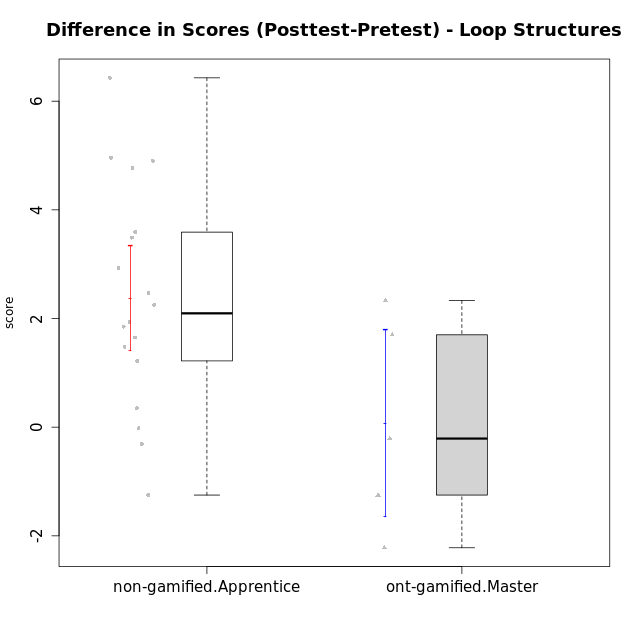 Difference in Scores (Posttest-Pretest) - Loop Structures
6
4
2
0
-2
score
non-gamified.Apprentice
ont-gamified.Master